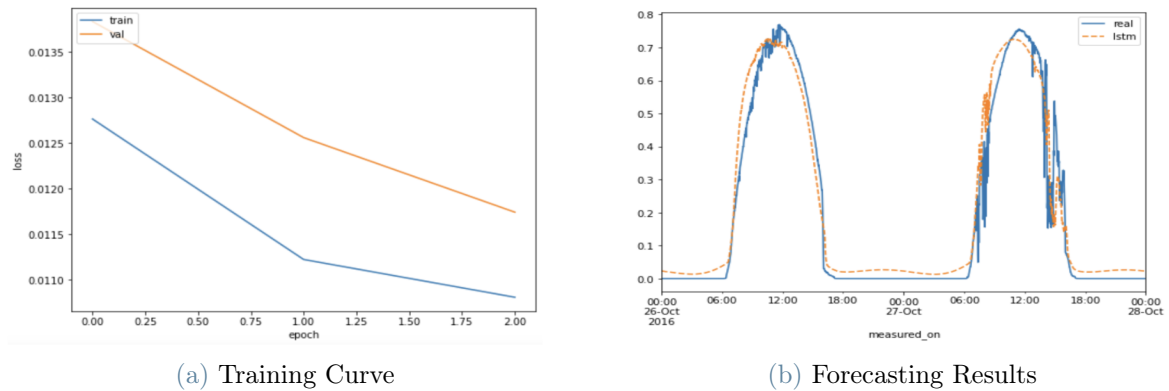 train
val
0.0135
0.0130
0.0125
0.0120
0.0115
0.0110
loss
0.00 0.25 0.50 0.75 1.00 1.25 1.50 1.75 2.00
epoch
(a) Training Curve
real
lstm
0.8
0.7
0.6
0.5
0.4
0.3
0.2
0.1
0.0
00:00 06:00 12:00 18:00 00:00 06:00 12:00 18:00 00:00
26-Oct 27-Oct 28-Oct
2016
measured_on
(b) Forecasting Results